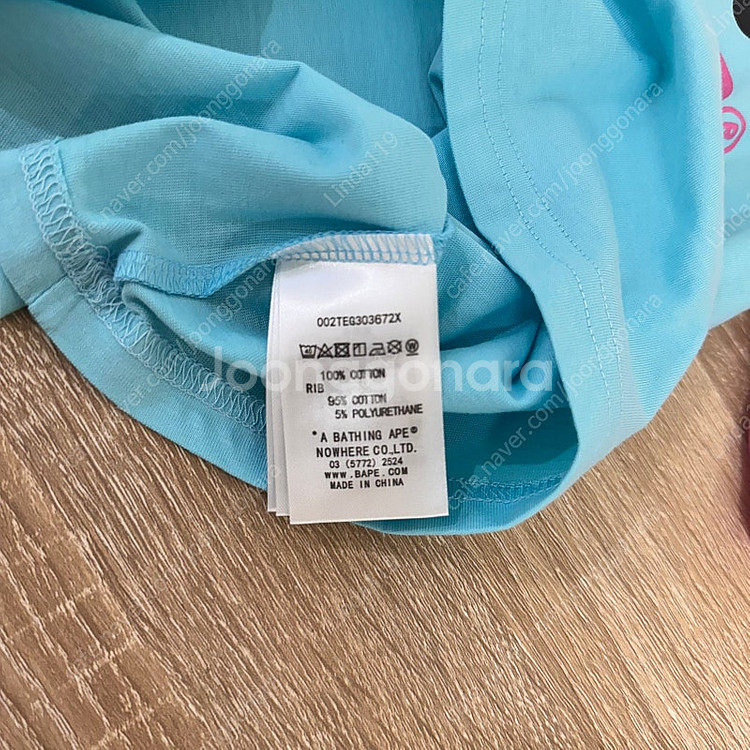 002TEG303672X
100% COTTON
RIB
95% COTTON
5% POLYURETHANE
"A BATHING APE®
NOWHERE CO.,LTD.
03 (5772) 2524
WWW.BAPE.COM
MADE IN CHINA
Joonggonara
cafe.naver.com/joonggonara
Linda119